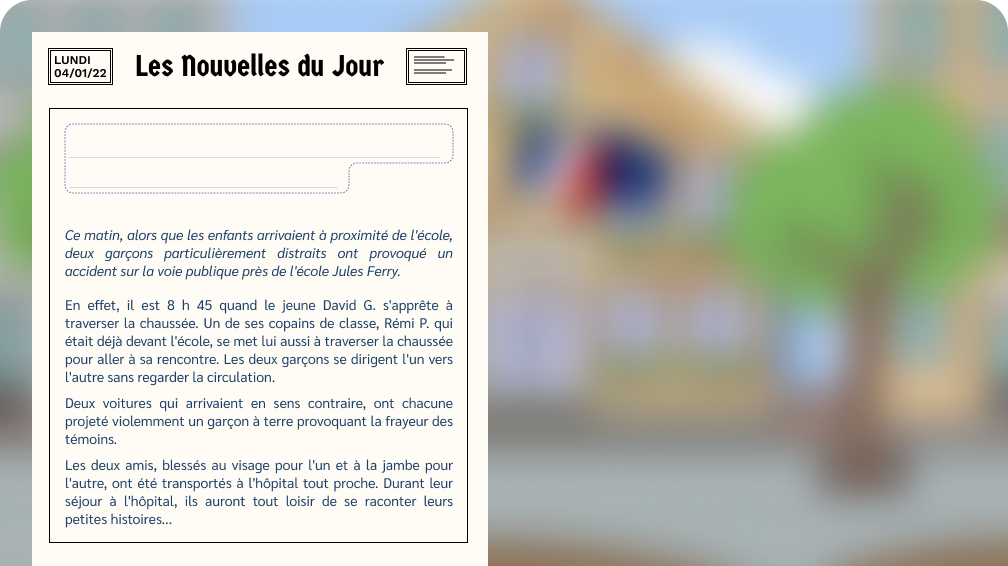 LUNDI
04/01/22
Les Nouvelles du Jour
Ce matin, alors que les enfants arrivaient à proximité de l'école,
deux garçons particulièrement distraits ont provoqué un
accident sur la voie publique près de l'école Jules Ferry.
En effet, il est 8 h 45 quand le jeune David G. s'apprête à
traverser la chaussée. Un de ses copains de classe, Rémi P. qui
était déjà devant l'école, se met lui aussi à traverser la chaussée
pour aller à sa rencontre. Les deux garçons se dirigent l'un vers
l'autre sans regarder la circulation.
Deux voitures qui arrivaient en sens contraire, ont chacune
projeté violemment un garçon à terre provoquant la frayeur des
témoins.
Les deux amis, blessés au visage pour l'un et à la jambe pour
l'autre, ont été transportés à l'hôpital tout proche. Durant leur
séjour à l'hôpital, ils auront tout loisir de se raconter leurs
petites histoires...